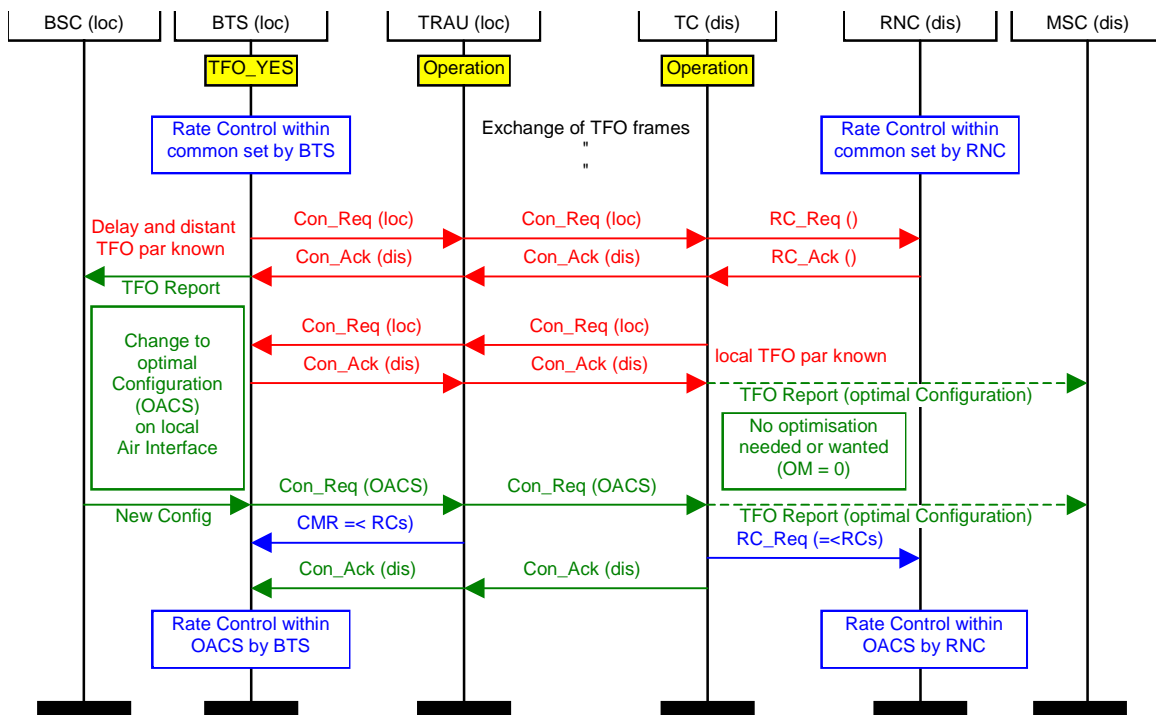 BSC (loc) BTS (loc) TRAU (loc) TC (dis) RNC (dis) MSC (dis)
TFO_YES Operation Operation
Rate Control within
common set by BTS
Exchange of TFO frames
"
"
Rate Control within
common set by RNC
Delay and distant
TFO par known
Con_Req (loc) Con_Req (loc) RC_Req ()
Con_Ack (dis) Con_Ack (dis) RC_Ack ()
TFO Report
Change to
optimal
Configuration
(OACS)
on local
Air Interface
Con_Req (loc) Con_Req (loc)
Con_Ack (dis) Con_Ack (dis) local TFO par known
TFO Report (optimal Configuration)
No optimisation
needed or wanted
(OM = 0)
Con_Req (OACS) Con_Req (OACS)
New Config TFO Report (optimal Configuration)
CMR =< RCs) RC_Req (=<RCs)
Con_Ack (dis) Con_Ack (dis)
Rate Control within
OACS by BTS
Rate Control within
OACS by RNC